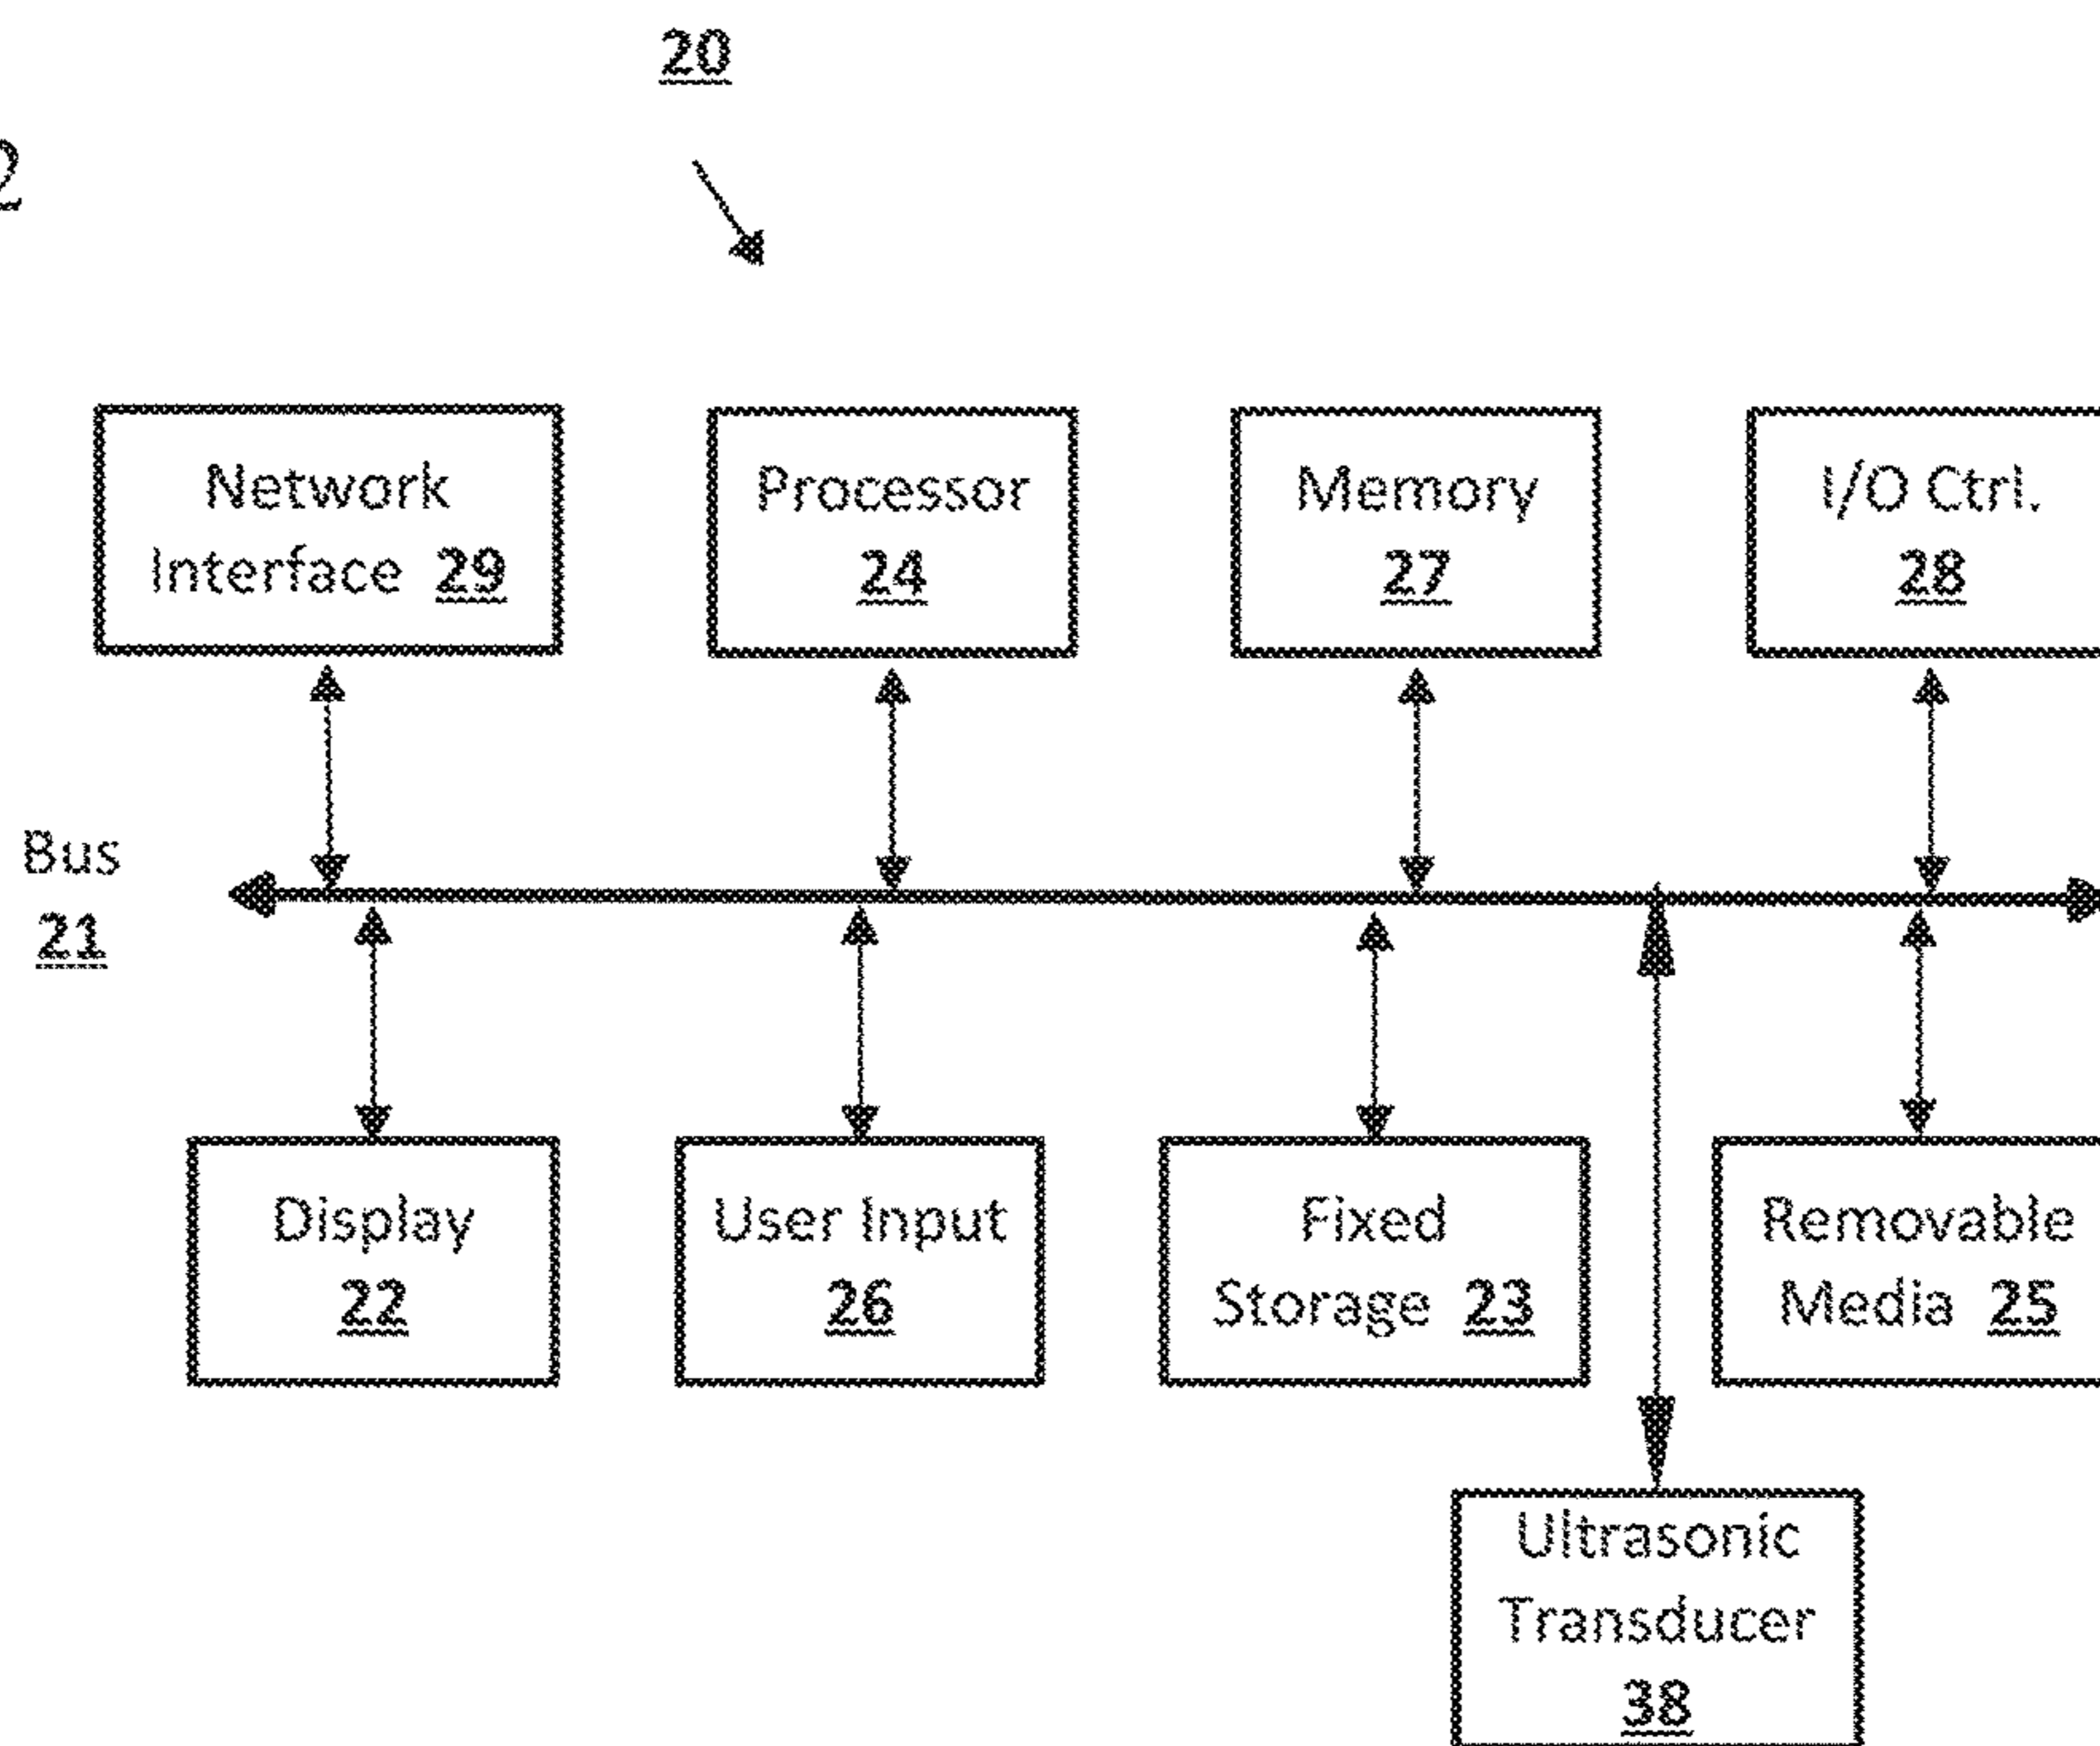 20
2
Network
Interface 29
Processor
24
Memory
27
I/O Ctrl.
28
Bus
21
Display
22
User Input
26
Fixed
Storage 23
Removable
Media 25
Ultrasonic
Transducer
38